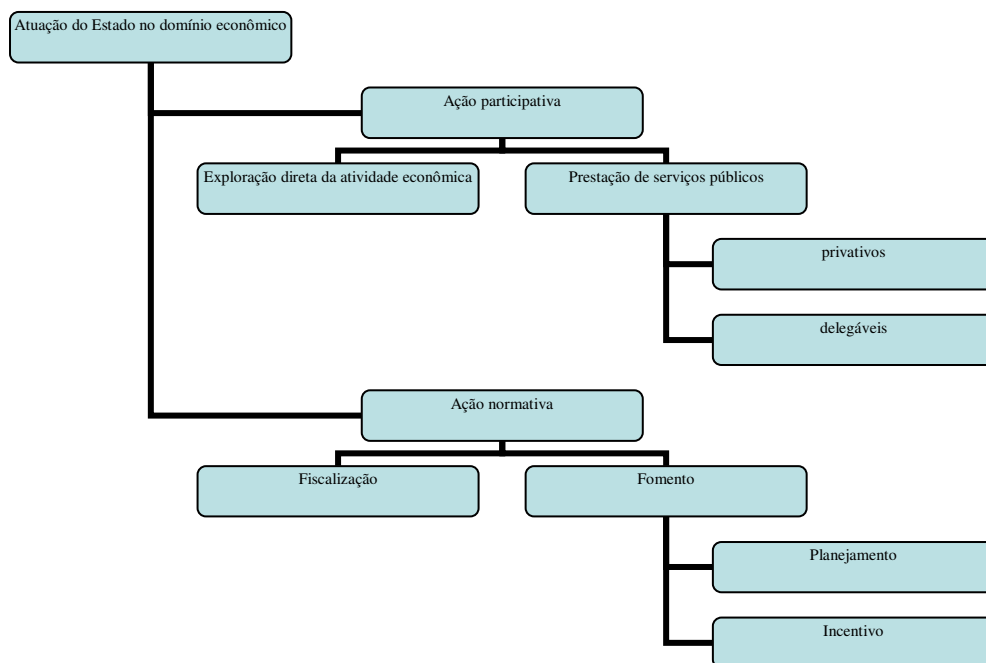 Atuação do Estado no domínio econômico
Ação participativa
Exploração direta da atividade econômica
Prestação de serviços públicos
privativos
delegáveis
Ação normativa
Fiscalização
Fomento
Planejamento
Incentivo